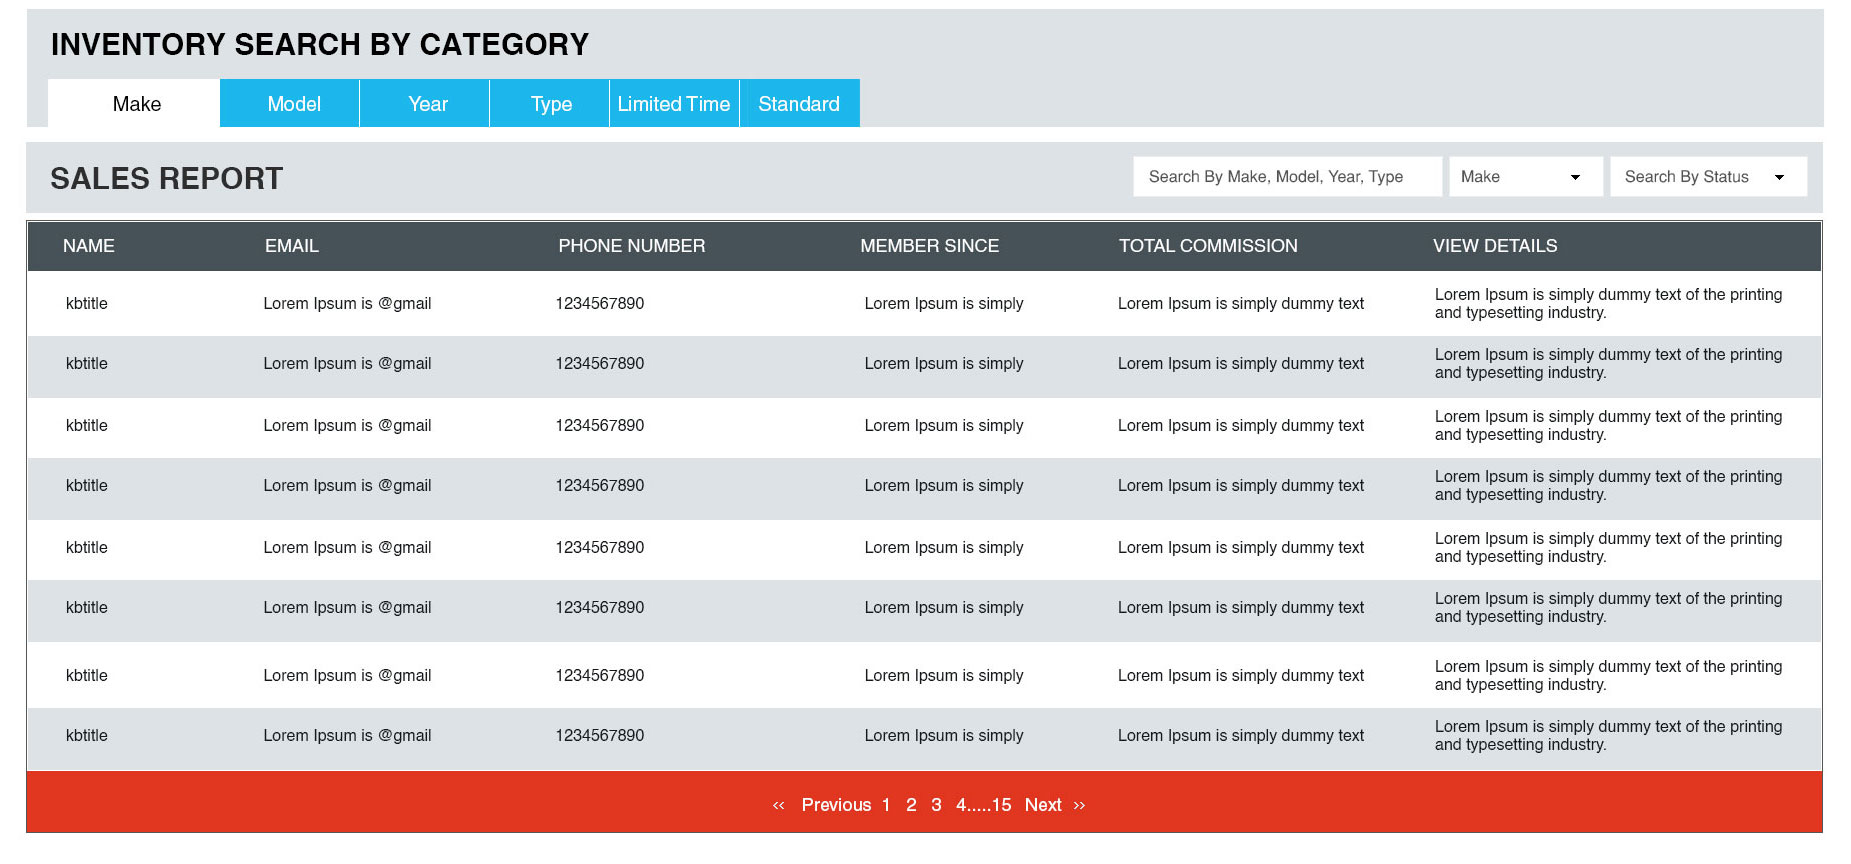 INVENTORY SEARCH BY CATEGORY
Make Model Year Type Limited Time Standard
SALES REPORT Search By Make, Model, Year, Type Make Search By Status
NAME EMAIL PHONE NUMBER MEMBER SINCE TOTAL COMMISSION VIEW DETAILS
kbtitle Lorem Ipsum is @gmail 1234567890 Lorem Ipsum is simply Lorem Ipsum is simply dummy text Lorem Ipsum is simply dummy text of the printing
and typesetting industry.
kbtitle Lorem Ipsum is @gmail 1234567890 Lorem Ipsum is simply Lorem Ipsum is simply dummy text Lorem Ipsum is simply dummy text of the printing
and typesetting industry.
kbtitle Lorem Ipsum is @gmail 1234567890 Lorem Ipsum is simply Lorem Ipsum is simply dummy text Lorem Ipsum is simply dummy text of the printing
and typesetting industry.
kbtitle Lorem Ipsum is @gmail 1234567890 Lorem Ipsum is simply Lorem Ipsum is simply dummy text Lorem Ipsum is simply dummy text of the printing
and typesetting industry.
kbtitle Lorem Ipsum is @gmail 1234567890 Lorem Ipsum is simply Lorem Ipsum is simply dummy text Lorem Ipsum is simply dummy text of the printing
and typesetting industry.
kbtitle Lorem Ipsum is @gmail 1234567890 Lorem Ipsum is simply Lorem Ipsum is simply dummy text Lorem Ipsum is simply dummy text of the printing
and typesetting industry.
kbtitle Lorem Ipsum is @gmail 1234567890 Lorem Ipsum is simply Lorem Ipsum is simply dummy text Lorem Ipsum is simply dummy text of the printing
and typesetting industry.
kbtitle Lorem Ipsum is @gmail 1234567890 Lorem Ipsum is simply Lorem Ipsum is simply dummy text Lorem Ipsum is simply dummy text of the printing
and typesetting industry.
‹‹ Previous 1 2 3 4.....15 Next ››